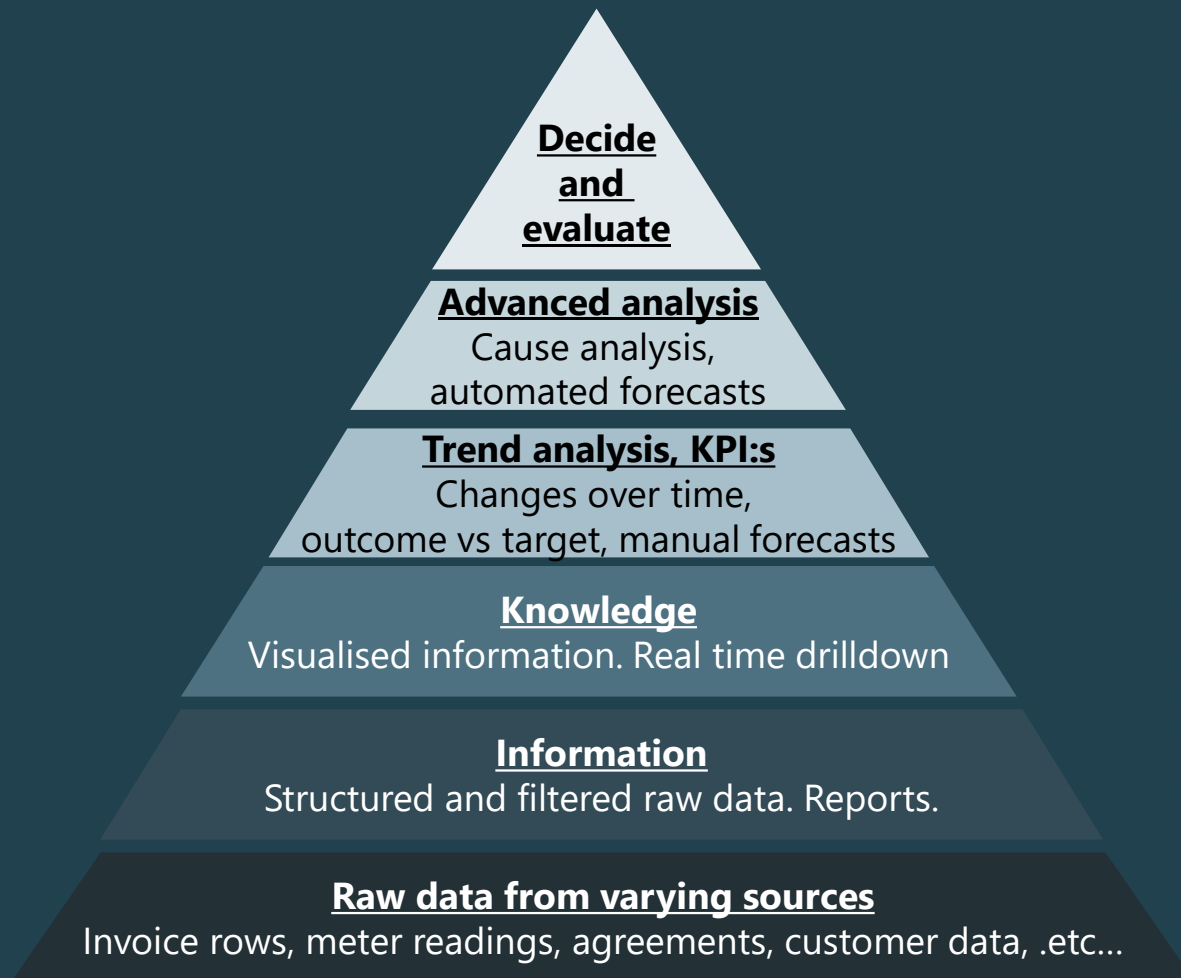 Decide
and
evaluate
Advanced analysis
Cause analysis,
automated forecasts
Trend analysis, KPI:s
Changes over time,
outcome vs target, manual forecasts
Knowledge
Visualised information. Real time drilldown
Information
Structured and filtered raw data. Reports.
Raw data from varying sources
Invoice rows, meter readings, agreements, customer data, .etc…